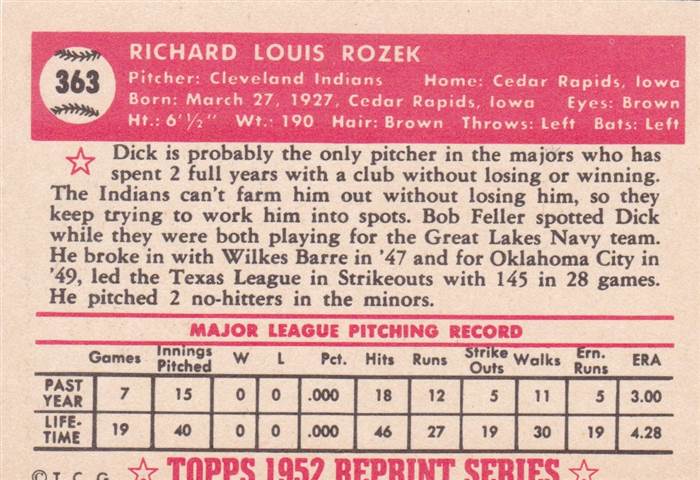 RICHARD LOUIS ROZEK
363
Pitcher: Cleveland Indians Home: Cedar Rapids, Iowa
Born: March 27, 1927, Cedar Rapids, Iowa Eyes: Brown
Ht.: 6'½" Wt.: 190 Hair: Brown Throws: Left Bats: Left
Dick is probably the only pitcher in the majors who has
spent 2 full years with a club without losing or winning.
The Indians can't farm him out without losing him, so they
keep trying to work him into spots. Bob Feller spotted Dick
while they were both playing for the Great Lakes Navy team.
He broke in with Wilkes Barre in '47 and for Oklahoma City in
'49, led the Texas League in Strikeouts with 145 in 28 games.
He pitched 2 no-hitters in the minors.
MAJOR LEAGUE PITCHING RECORD
Games Innings Pitched W L Pct. Hits Runs Strike Outs Walks Ern. Runs ERA
PAST YEAR 7 15 0 0 .000 18 12 5 11 5 3.00
LIFE-TIME 19 40 0 0 .000 46 27 19 30 19 4.28
© T. C. G. TOPPS 1952 REPRINT SERIES